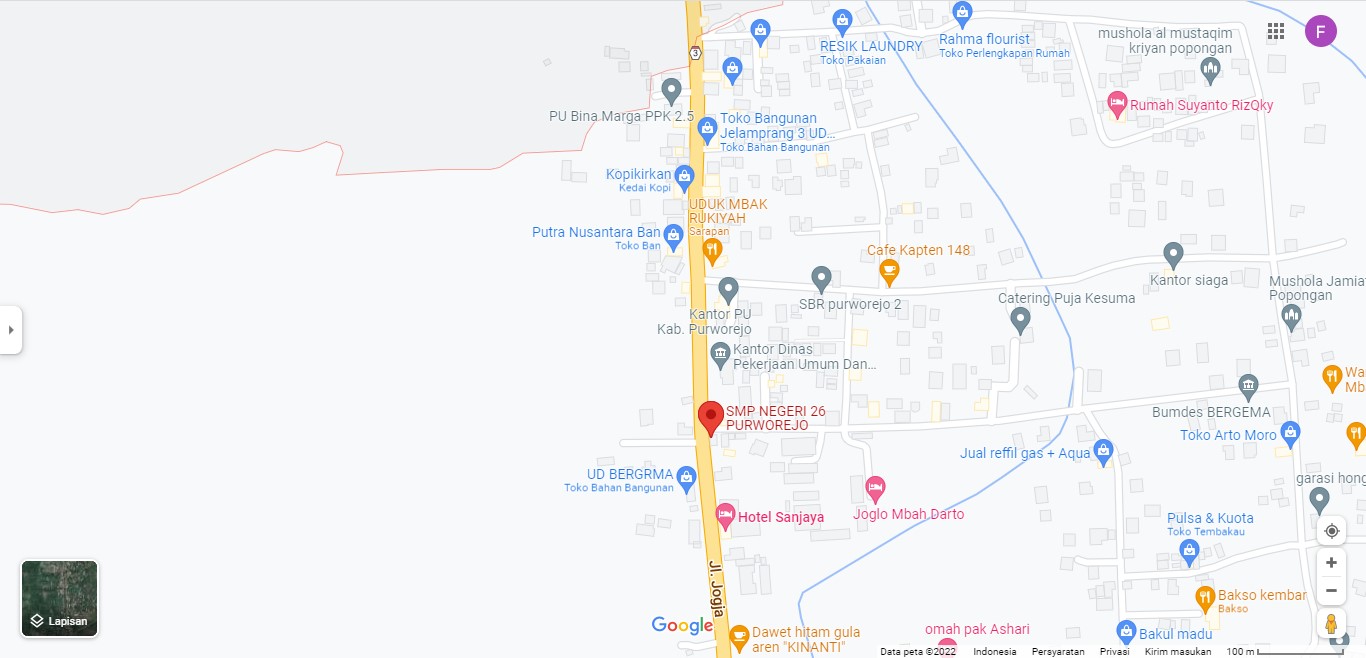 3
RESIK LAUNDRY
Toko Pakaian
Rahma flourist
Toko Perlengkapan Rumah
mushola al mustaqim
kriyan popongan
F
PU Bina Marga PPK 2.5
Toko Bangunan
Jelamprang 3 UD...
Toko Bahan Bangunan
Rumah Suyanto RizQky
Kopikirkan
Kedai Kopi
UDUK MBAK
RUKIYAH
Sarapan
Putra Nusantara Ban
Toko Ban
Cafe Kapten 148
Kantor siaga
SBR purworejo 2
Catering Puja Kesuma
Mushola Jamia
Popongan
Kantor PU
Kab. Purworejo
Kantor Dinas
Pekerjaan Umum Dan...
Wa
Mb
SMP NEGERI 26
PURWOREJO
Bumdes BERGEMA
Toko Arto Moro
Jual reffil gas + Aqua
UD BERGRMA
Toko Bahan Bangunan
garasi hong
Joglo Mbah Darto
Hotel Sanjaya
Pulsa & Kuota
Toko Tembakau
Jl. Jogja
Bakso kembar
Bakso
Lapisan
Google
Dawet hitam gula
aren "KINANTI"
omah pak Ashari
Bakul madu
Data peta ©2022 Indonesia Persyaratan Privasi Kirim masukan 100 m